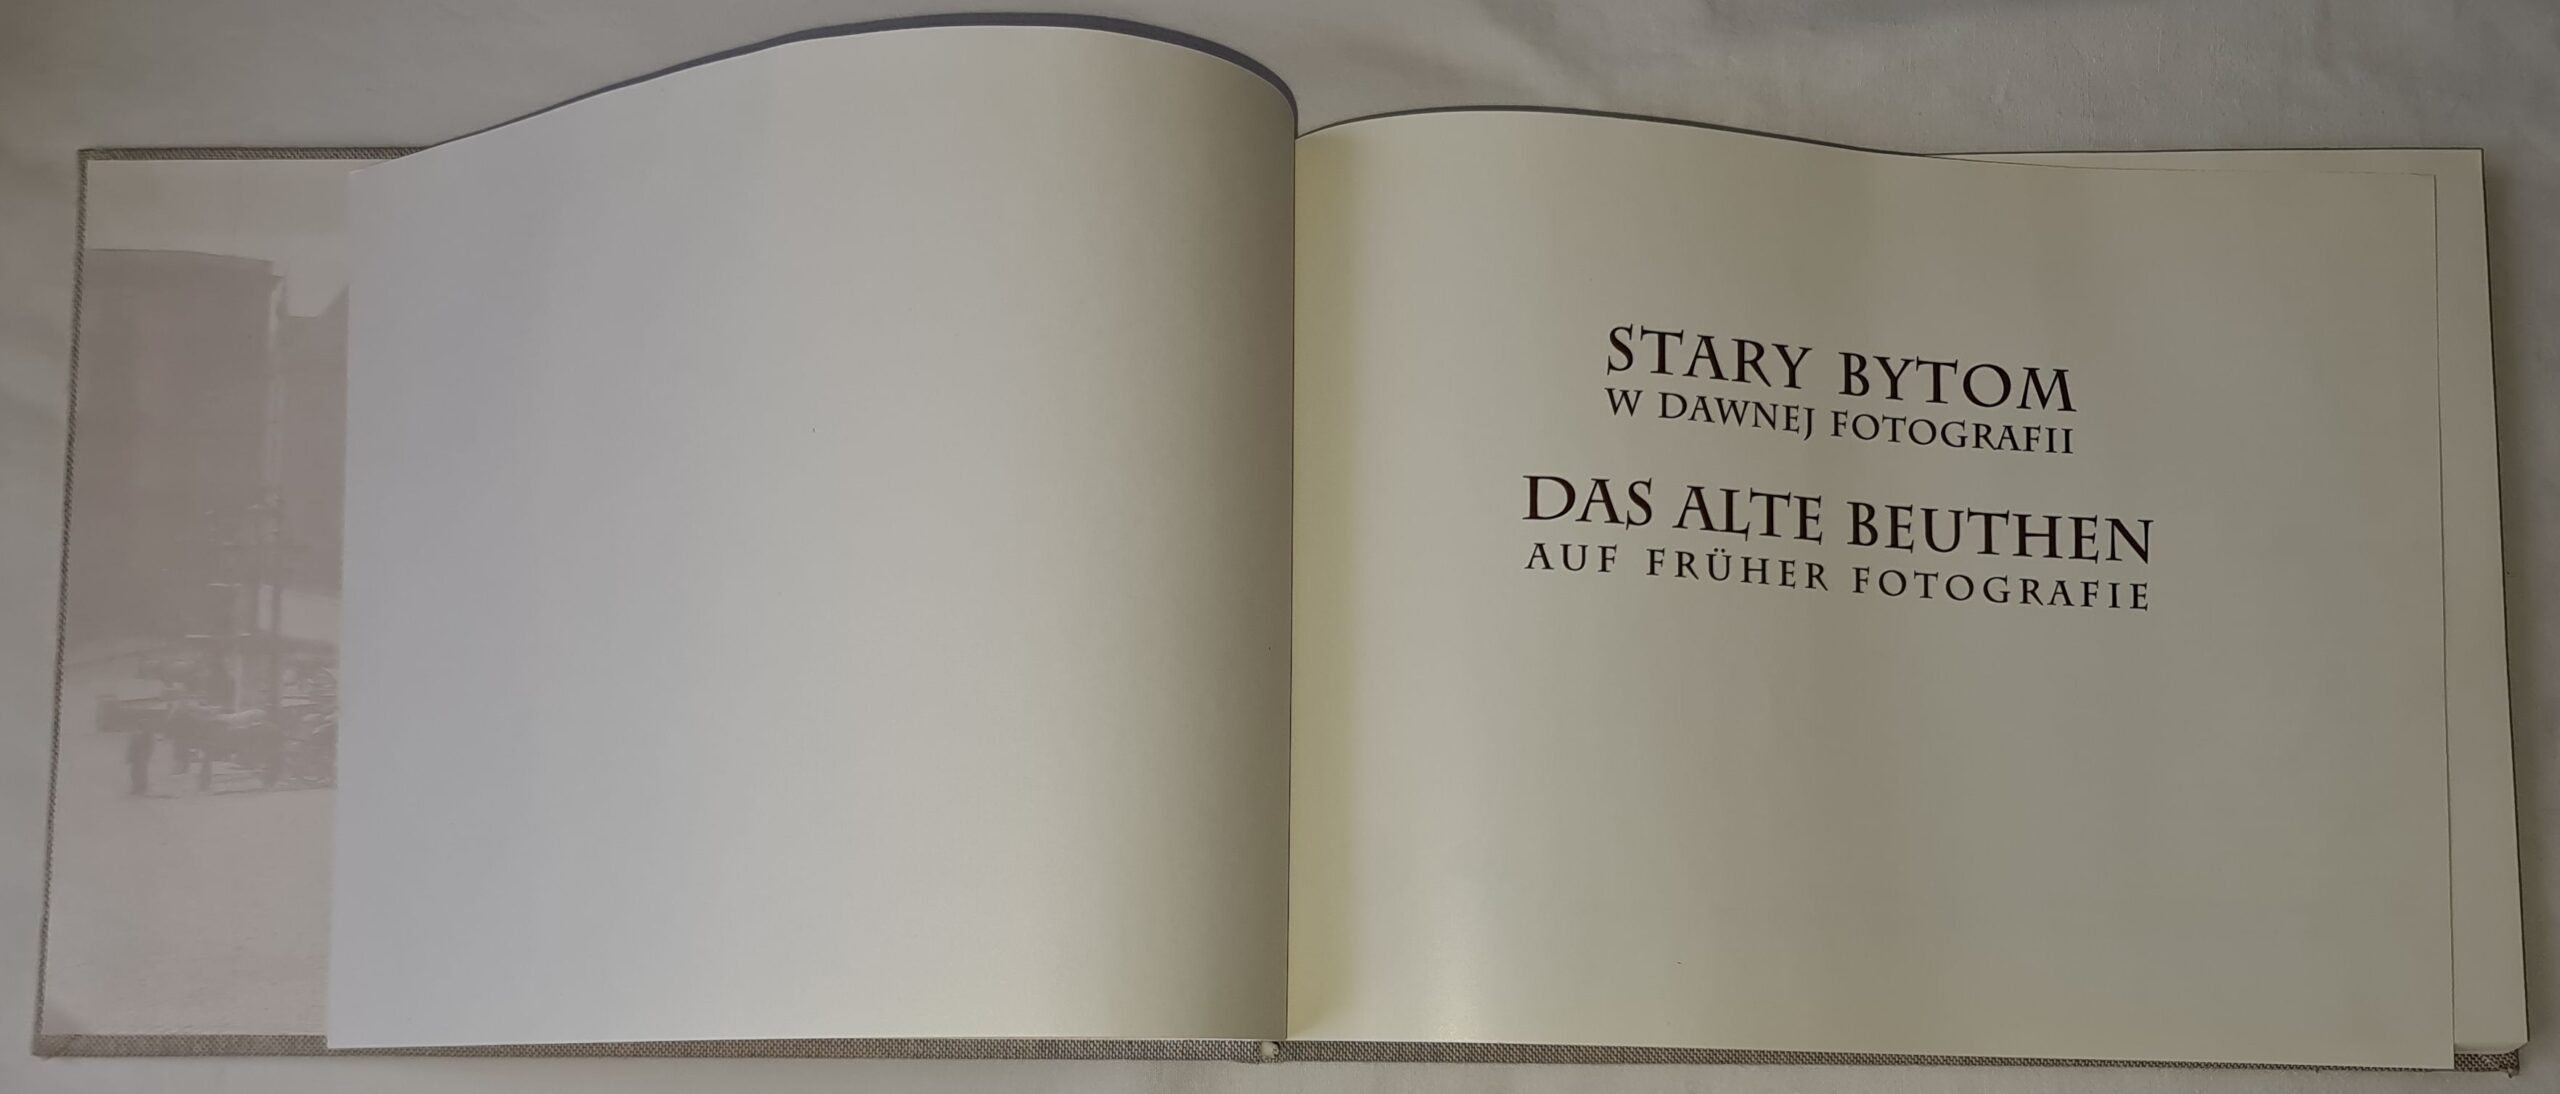 STARY BYTOM
W DAWNEJ FOTOGRAFII
DAS ALTE BEUTHEN
AUF FRÜHER FOTOGRAFIE